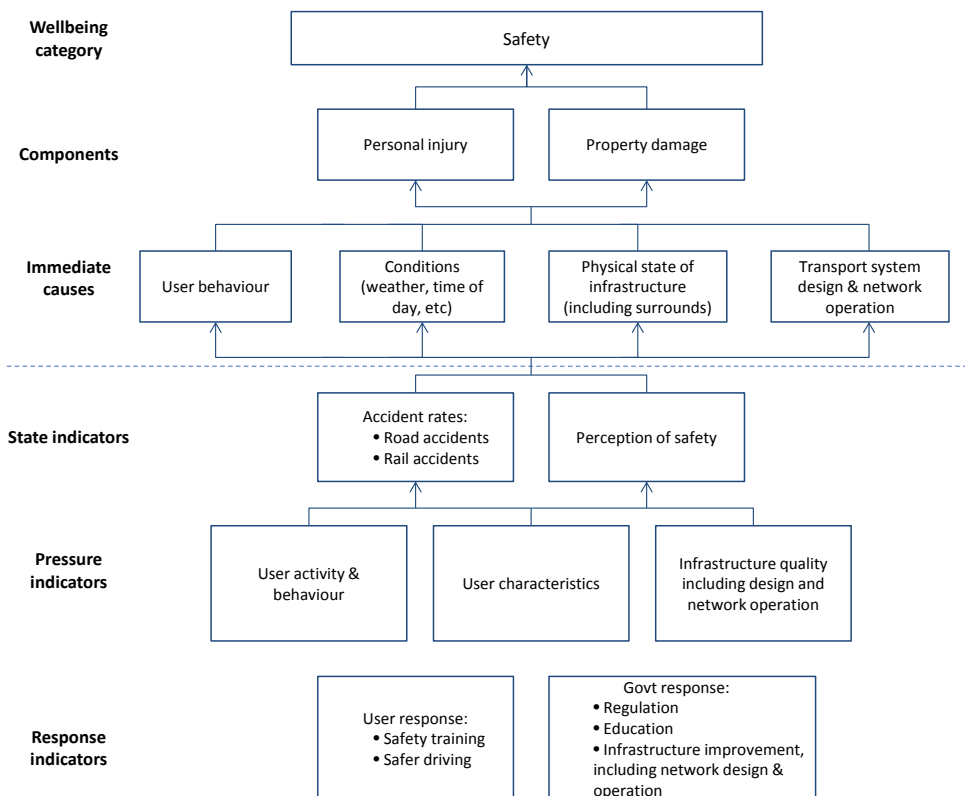 Wellbeing
category
Safety
Components
Personal injury
Property damage
Immediate
causes
User behaviour
Conditions
(weather, time of
day, etc)
Physical state of
infrastructure
(including surrounds)
Transport system
design & network
operation
State indicators
Accident rates:
• Road accidents
• Rail accidents
Perception of safety
Pressure
indicators
User activity &
behaviour
User characteristics
Infrastructure quality
including design and
network operation
Response
indicators
User response:
• Safety training
• Safer driving
Govt response:
• Regulation
• Education
• Infrastructure improvement,
including network design &
operation